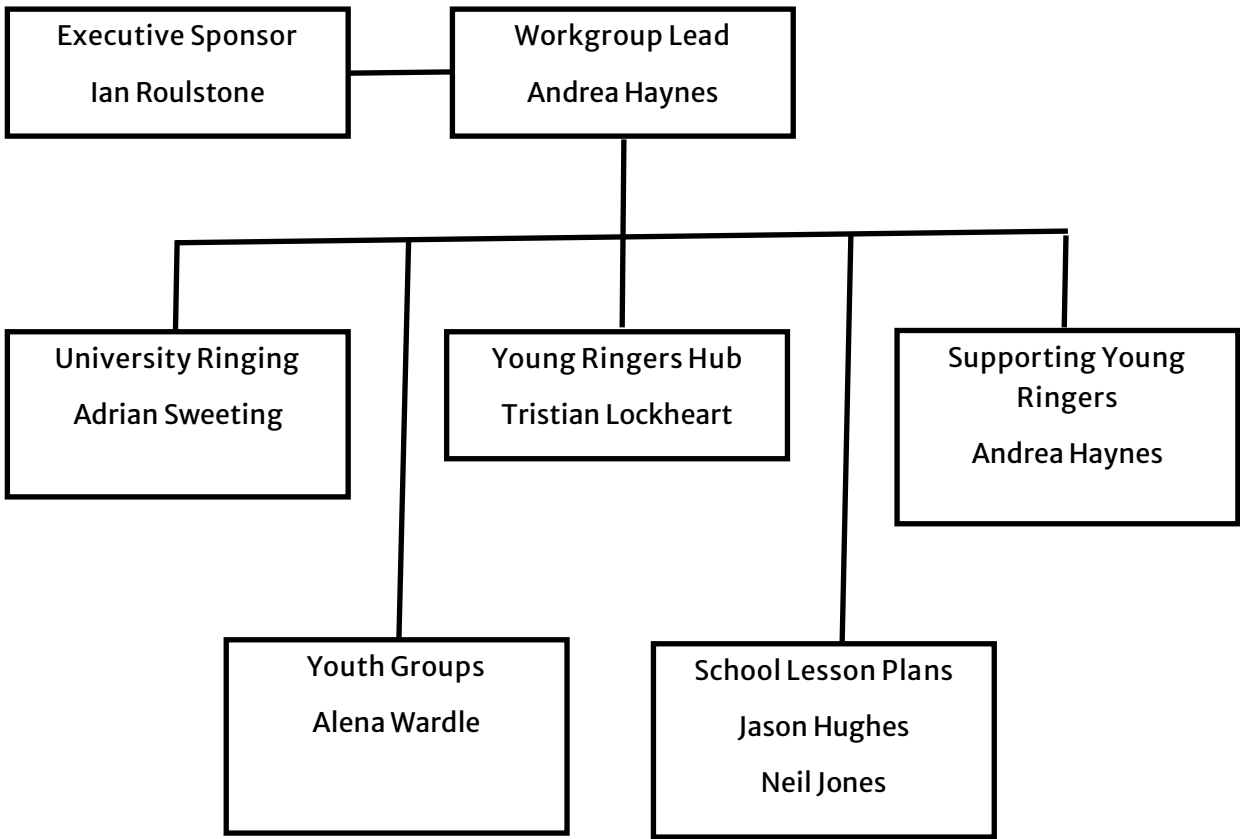 Executive Sponsor
Ian Roulstone
Workgroup Lead
Andrea Haynes
University Ringing
Adrian Sweeting
Young Ringers Hub
Tristian Lockheart
Supporting Young
Ringers
Andrea Haynes
Youth Groups
Alena Wardle
School Lesson Plans
Jason Hughes
Neil Jones